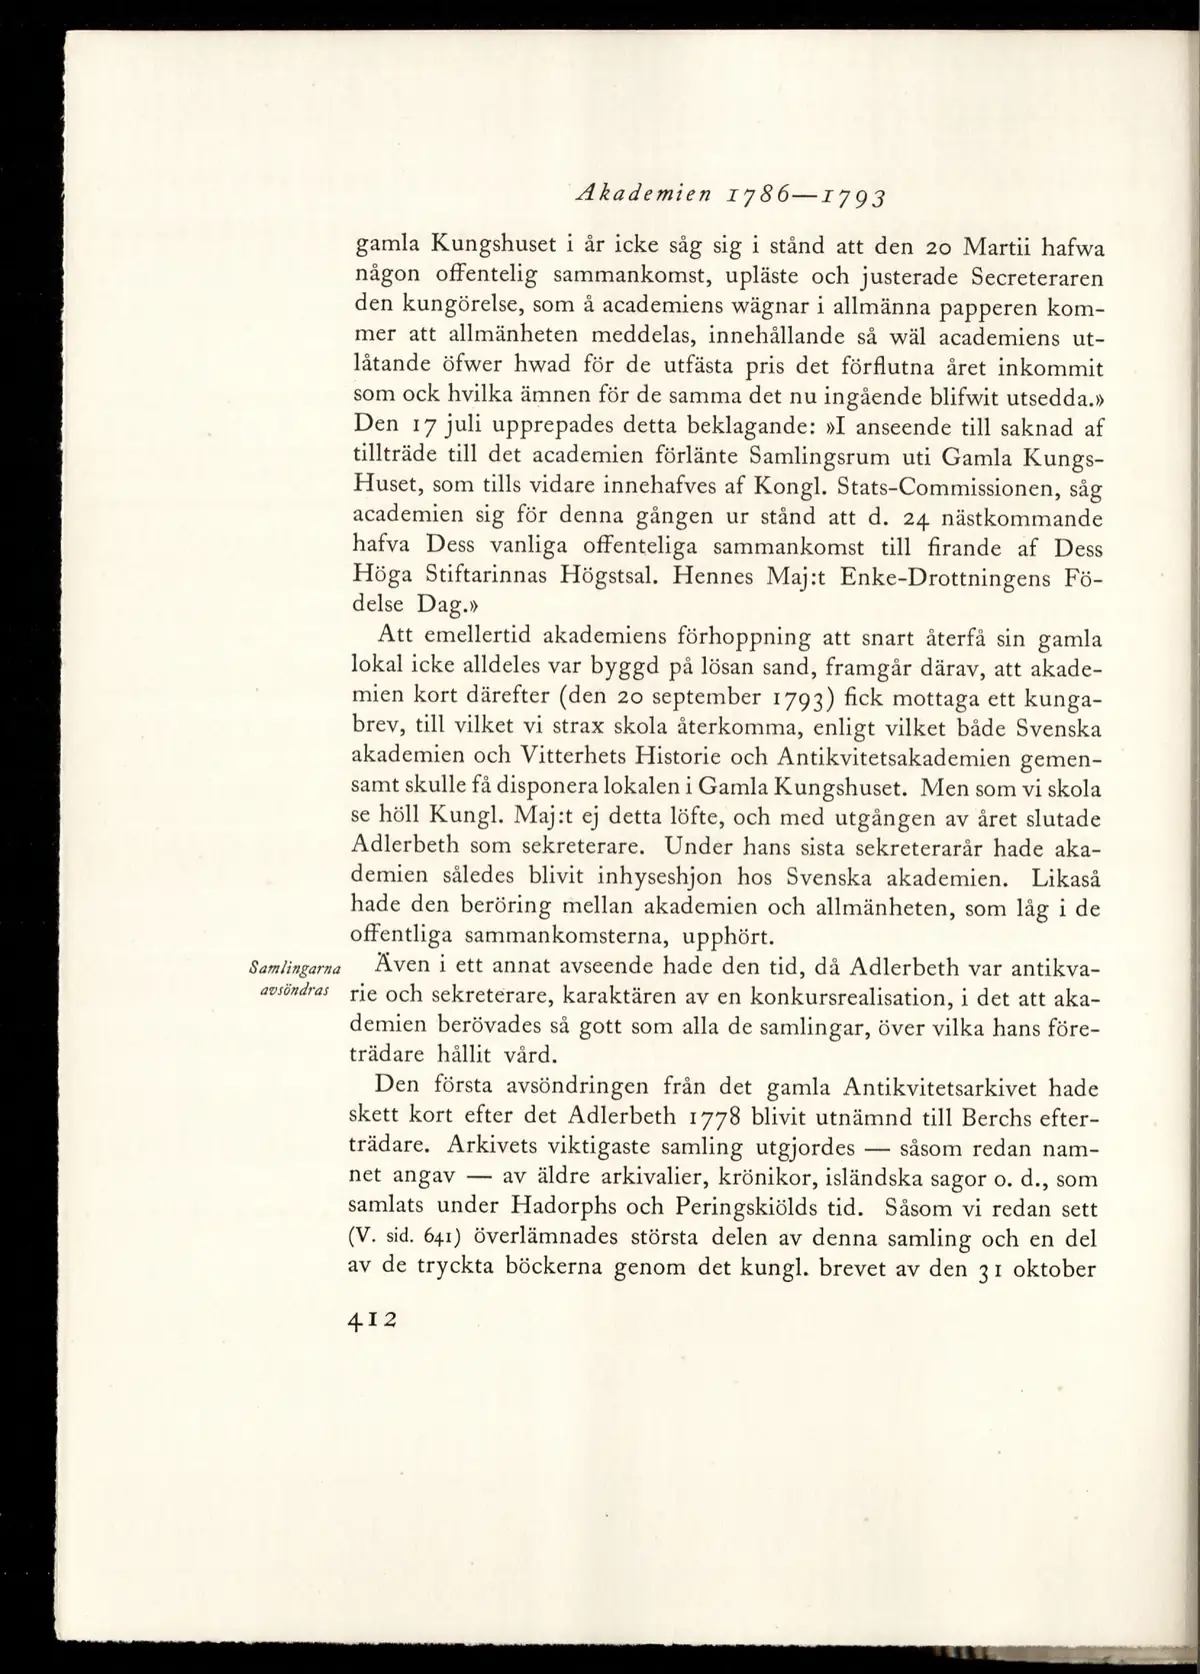 Akademien 1786—1793
gamla Kungshuset i år icke såg sig i stånd att den 20 Martii hafwa
någon offentelig sammankomst, upläste och justerade Secreteraren
den kungörelse, som å academiens wägnar i allmänna papperen kom-
mer att allmänheten meddelas, innehållande så wäl academiens ut-
låtande öfwer hwad för de utfästa pris det förflutna året inkommit
som ock hvilka ämnen för de samma det nu ingående blifwit utsedda.»
Den 17 juli upprepades detta beklagande: »I anseende till saknad af
tillträde till det academien förlänte Samlingsrum uti Gamla Kungs-
Huset, som tills vidare innehafves af Kongl. Stats-Commissionen, såg
academien sig för denna gången ur stånd att d. 24 nästkommande
hafva Dess vanliga offenteliga sammankomst till firande af Dess
Höga Stiftarinnas Högstsal. Hennes Maj:t Enke-Drottningens Fö-
delse Dag.»
Att emellertid akademiens förhoppning att snart återfå sin gamla
lokal icke alldeles var byggd på lösan sand, framgår därav, att akade-
mien kort därefter (den 20 september 1793) fick mottaga ett kunga-
brev, till vilket vi strax skola återkomma, enligt vilket både Svenska
akademien och Vitterhets Historie och Antikvitetsakademien gemen-
samt skulle få disponera lokalen i Gamla Kungshuset. Men som vi skola
se höll Kungl. Maj:t ej detta löfte, och med utgången av året slutade
Adlerbeth som sekreterare. Under hans sista sekreterarår hade aka-
demien således blivit inhyseshjon hos Svenska akademien. Likaså
hade den beröring mellan akademien och allmänheten, som låg i de
offentliga sammankomsterna, upphört.
Samlingarna
avsöndras
Även i ett annat avseende hade den tid, då Adlerbeth var antikva-
rie och sekreterare, karaktären av en konkursrealisation, i det att aka-
demien berövades så gott som alla de samlingar, över vilka hans före-
trädare hållit vård.
Den första avsöndringen från det gamla Antikvitetsarkivet hade
skett kort efter det Adlerbeth 1778 blivit utnämnd till Berchs efter-
trädare. Arkivets viktigaste samling utgjordes — såsom redan nam-
net angav — av äldre arkivalier, krönikor, isländska sagor o. d., som
samlats under Hadorphs och Peringskiölds tid. Såsom vi redan sett
(V. sid. 641) överlämnades största delen av denna samling och en del
av de tryckta böckerna genom det kungl. brevet av den 31 oktober
412